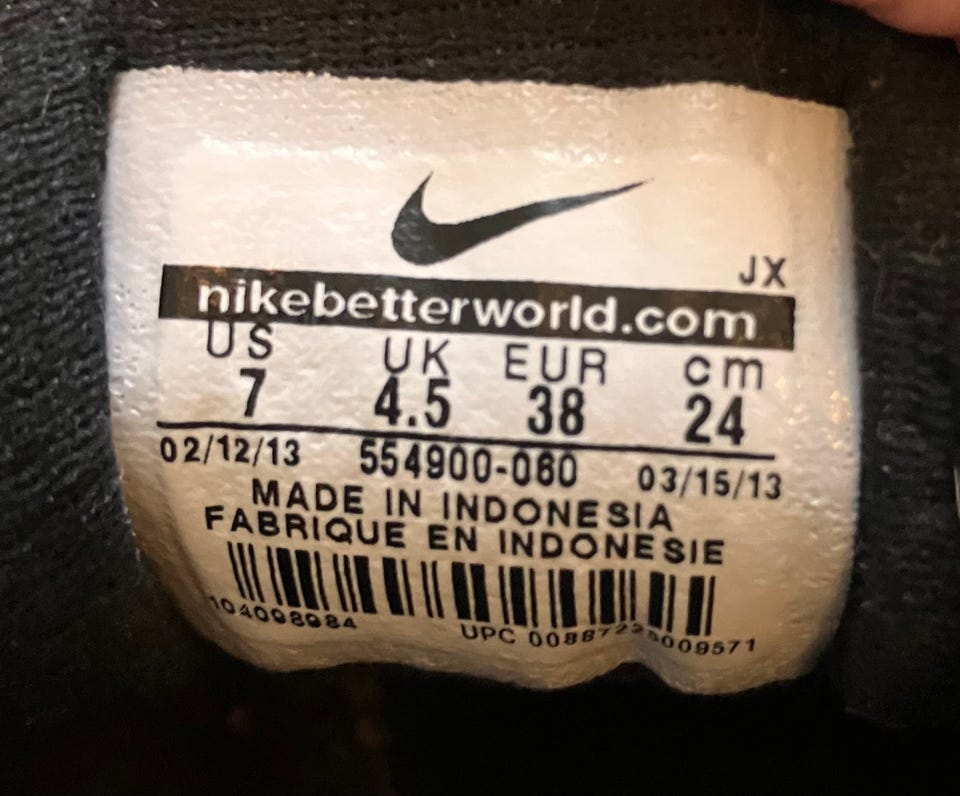 JX
nikebetterworld.com
US UK EUR cm
7 4.5 38 24
02/12/13 554900-060 03/15/13
MADE IN INDONESIA
FABRIQUE EN INDONESIE
104098984
UPC